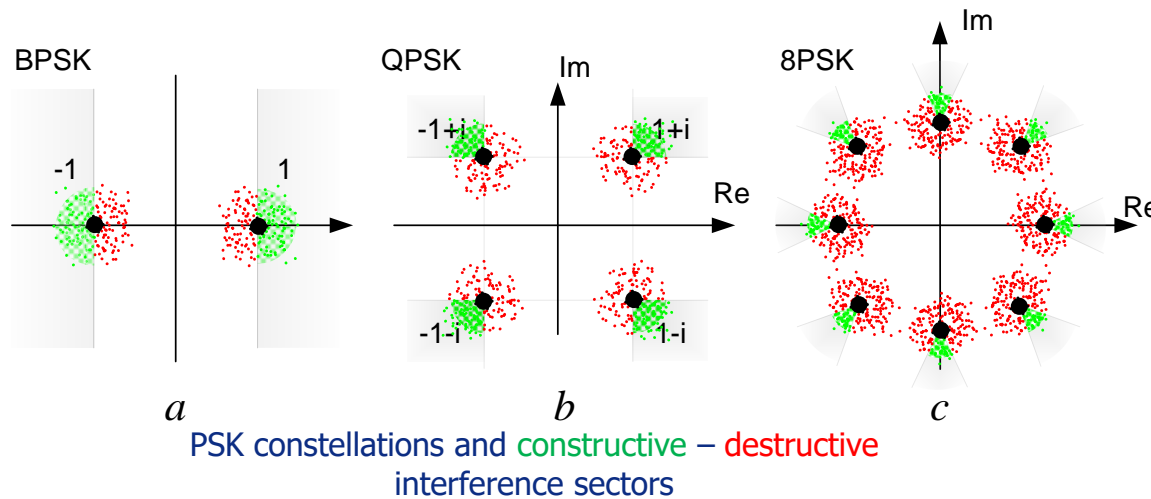 BPSK
-1
1
a
QPSK
Im
-1+i
1+i
Re
-1-i
1-i
b
8PSK
Im
Re
c
PSK constellations and constructive – destructive
interference sectors